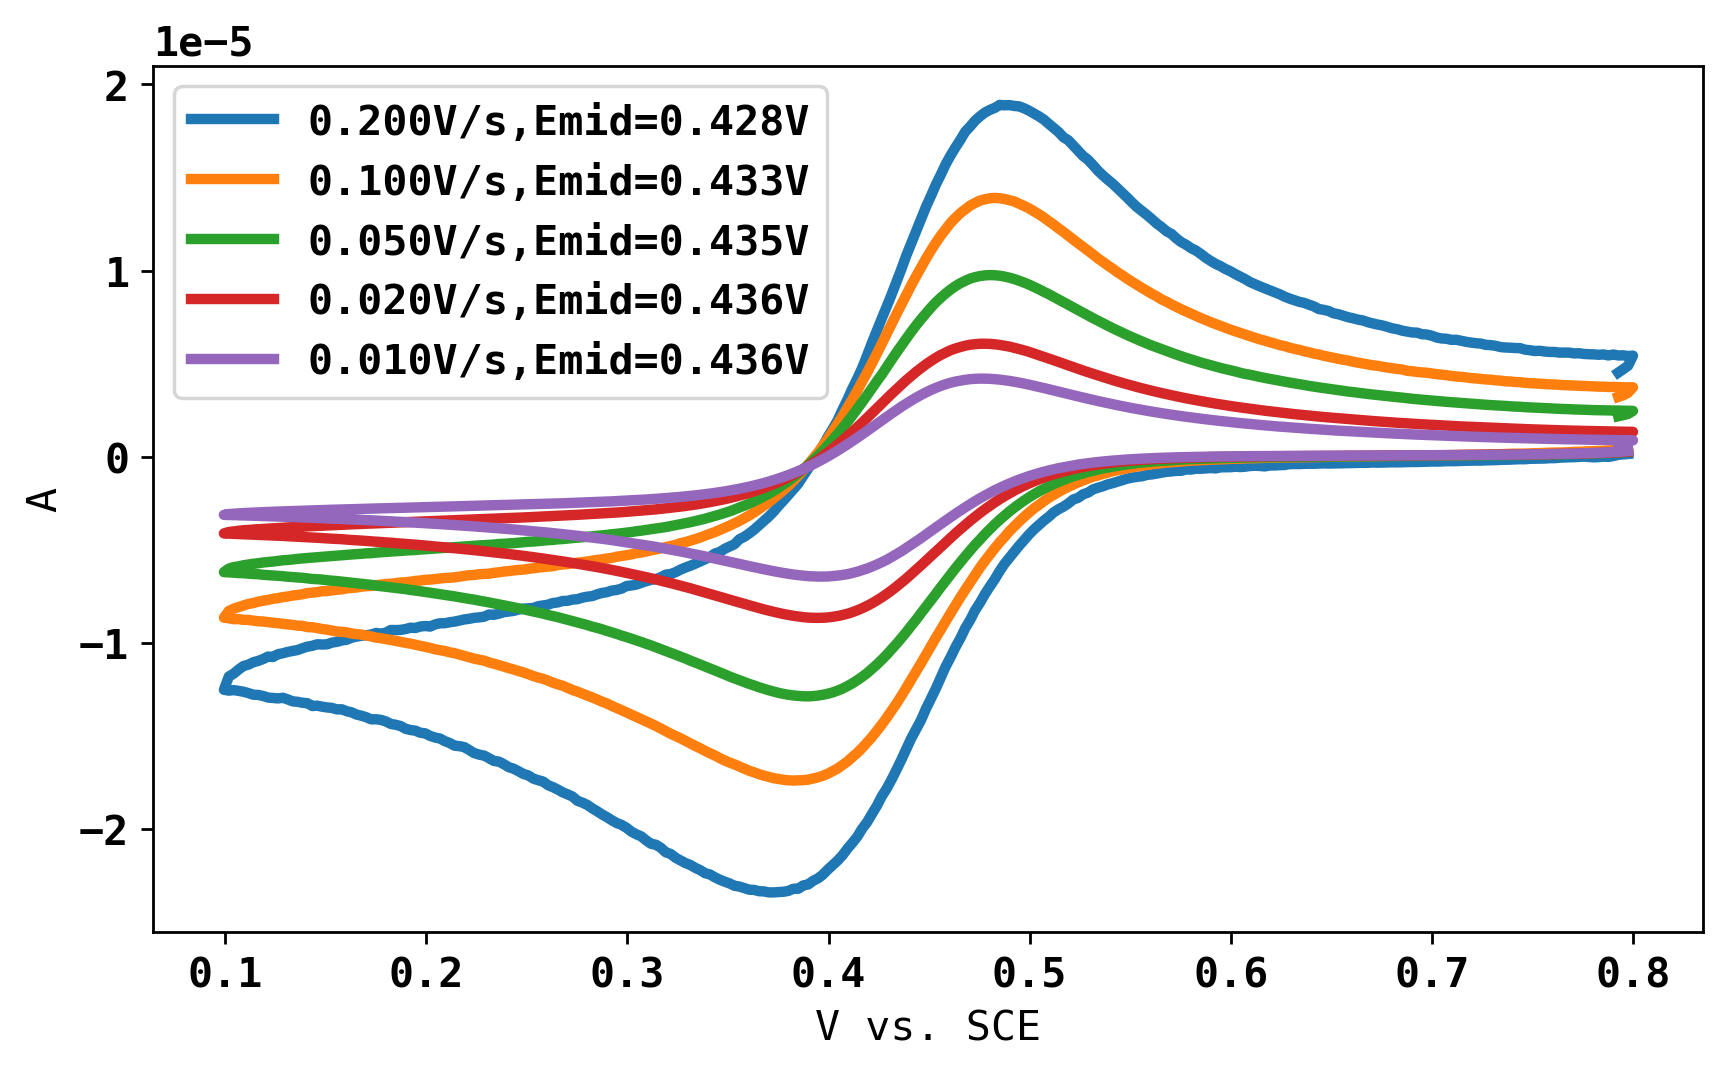 1e−5
2
1
0
−1
−2
A
0.200V/s,Emid=0.428V
0.100V/s,Emid=0.433V
0.050V/s,Emid=0.435V
0.020V/s,Emid=0.436V
0.010V/s,Emid=0.436V
0.1 0.2 0.3 0.4 0.5 0.6 0.7 0.8
V vs. SCE